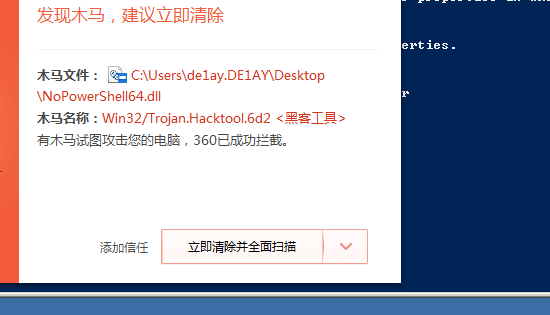 e properties in
发现木马，建议立即清除
erties.
木马文件： C:\Users\de1ay.DE1AY\Desktop
\NoPowerShell64.dll
r
木马名称：Win32/Trojan.Hacktool.6d2 <黑客工具>
有木马试图攻击您的电脑，360已成功拦截。
添加信任 立即清除并全面扫描